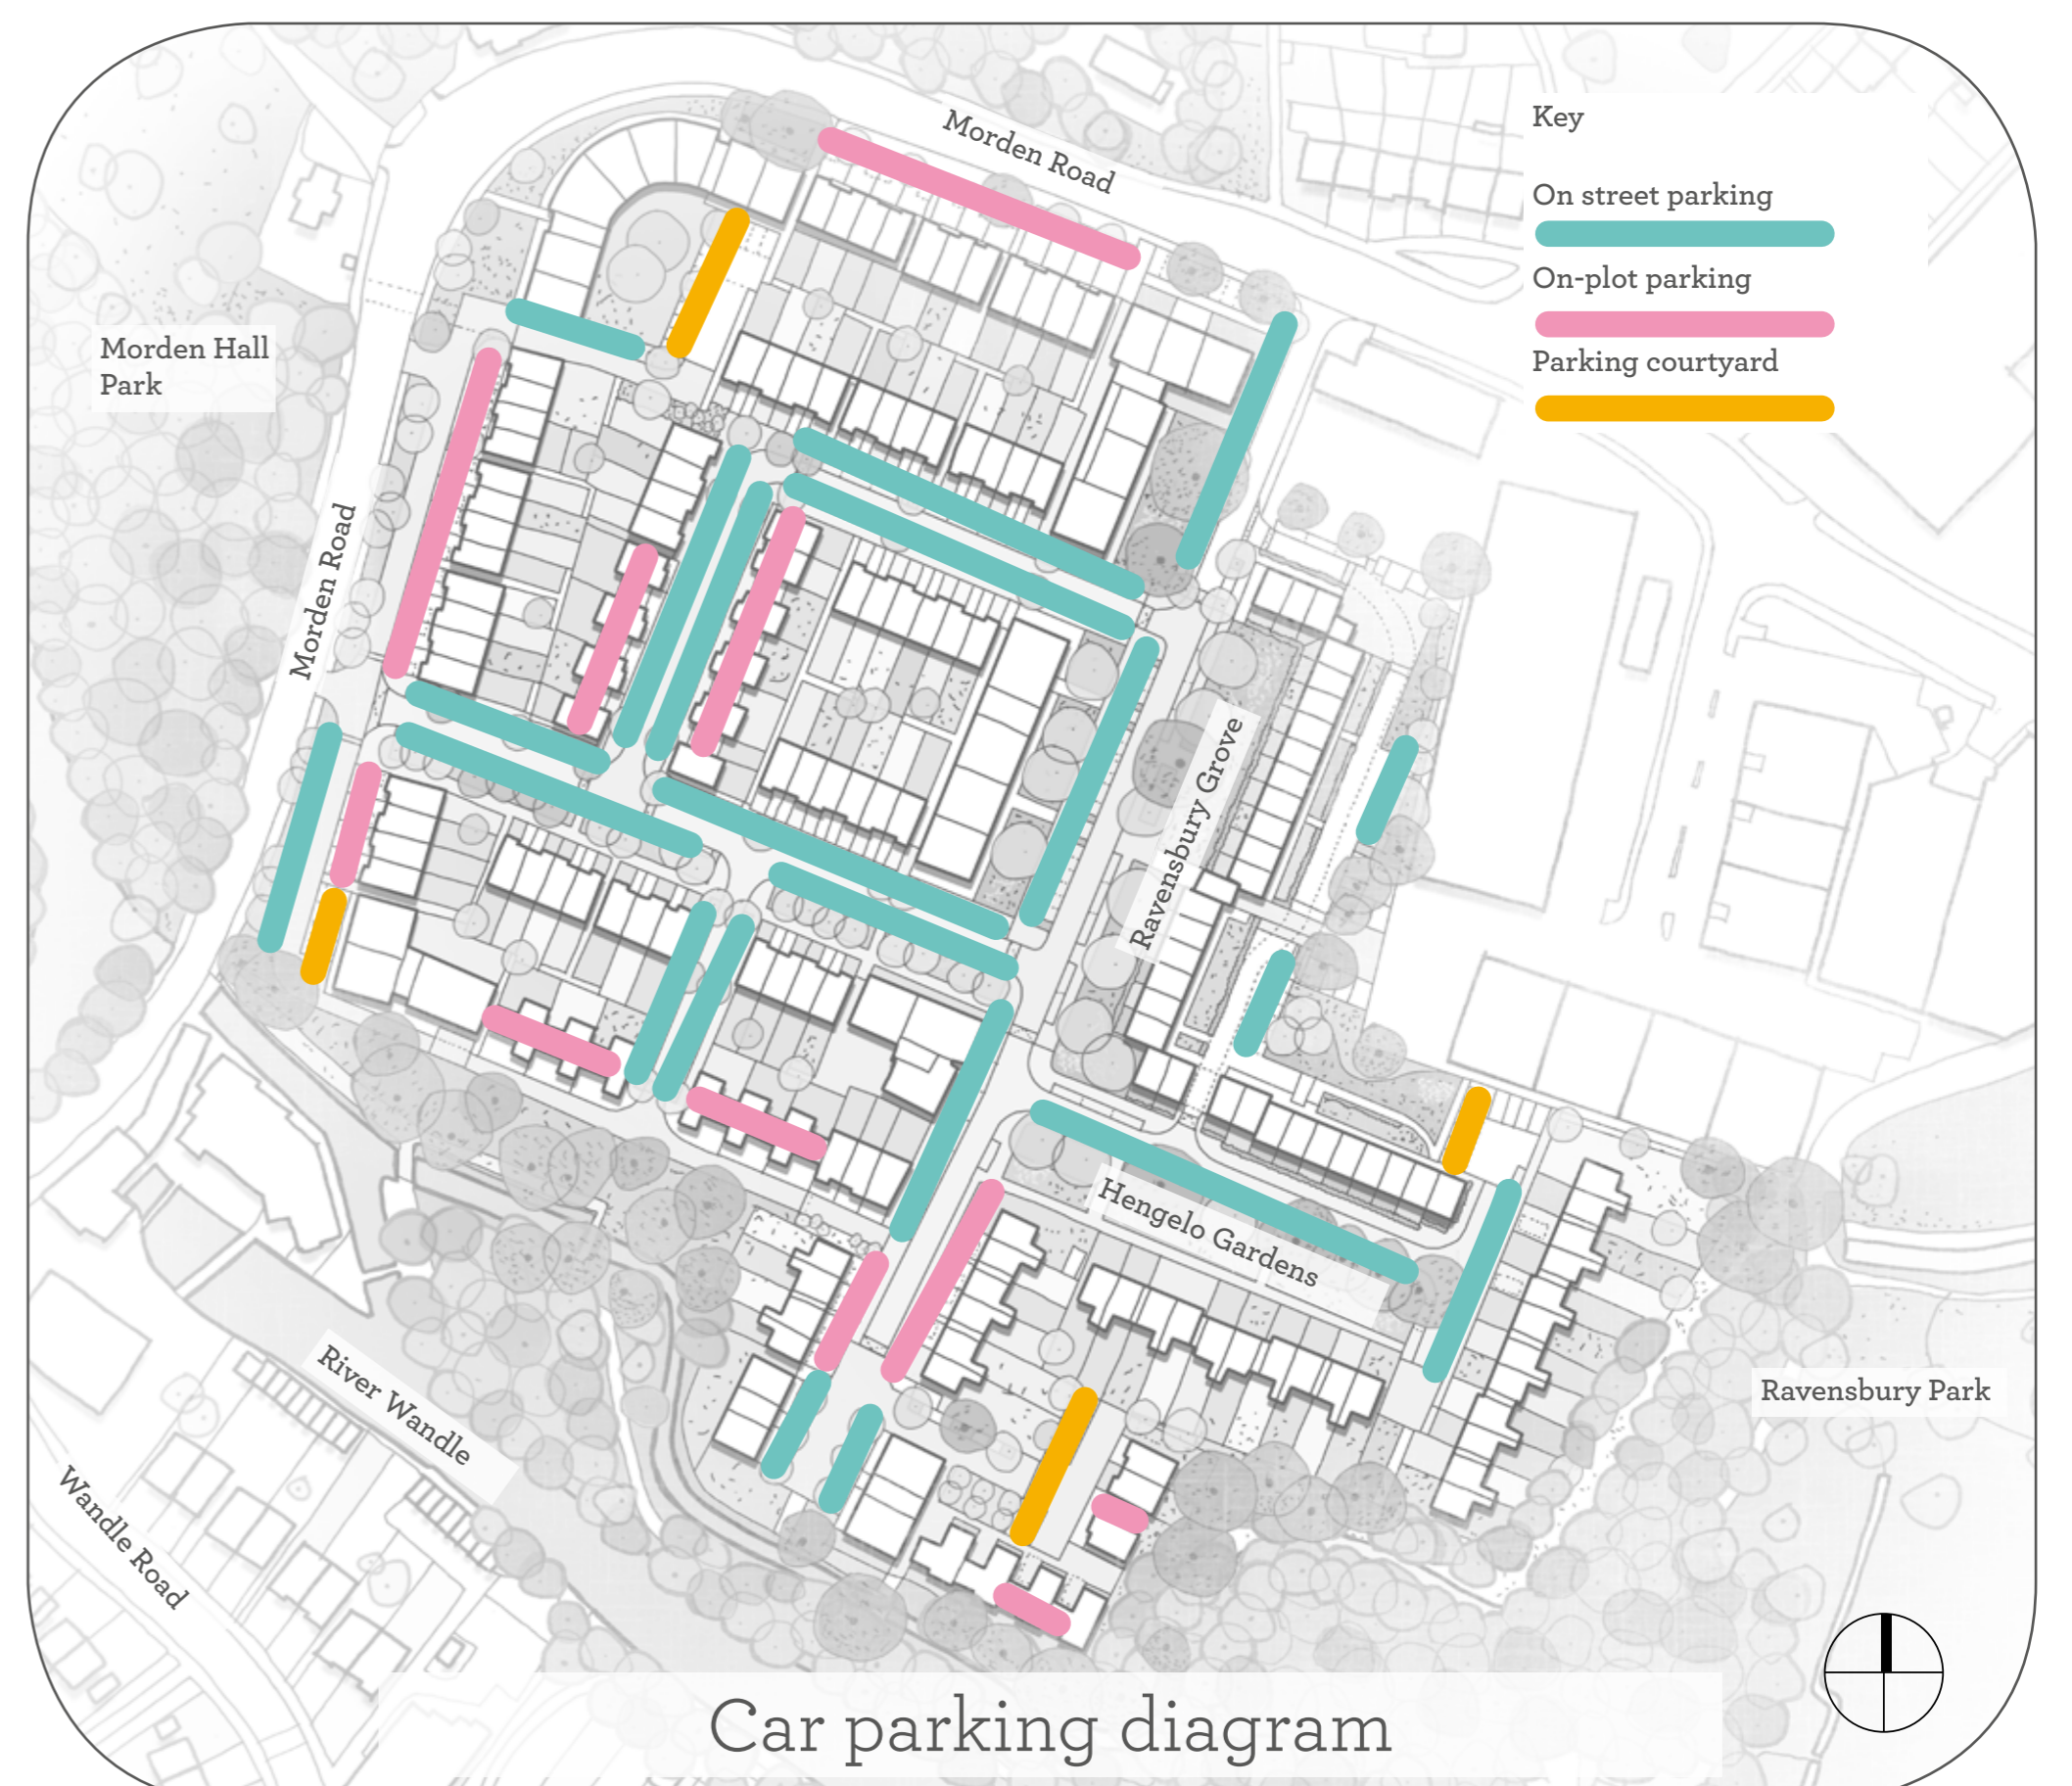 Morden Road
Key
On street parking
On-plot parking
Parking courtyard
Morden Hall
Park
Morden Road
Ravensbury Grove
Hengelo Gardens
River Wandle
Ravensbury Park
Wandle Road
Car parking diagram